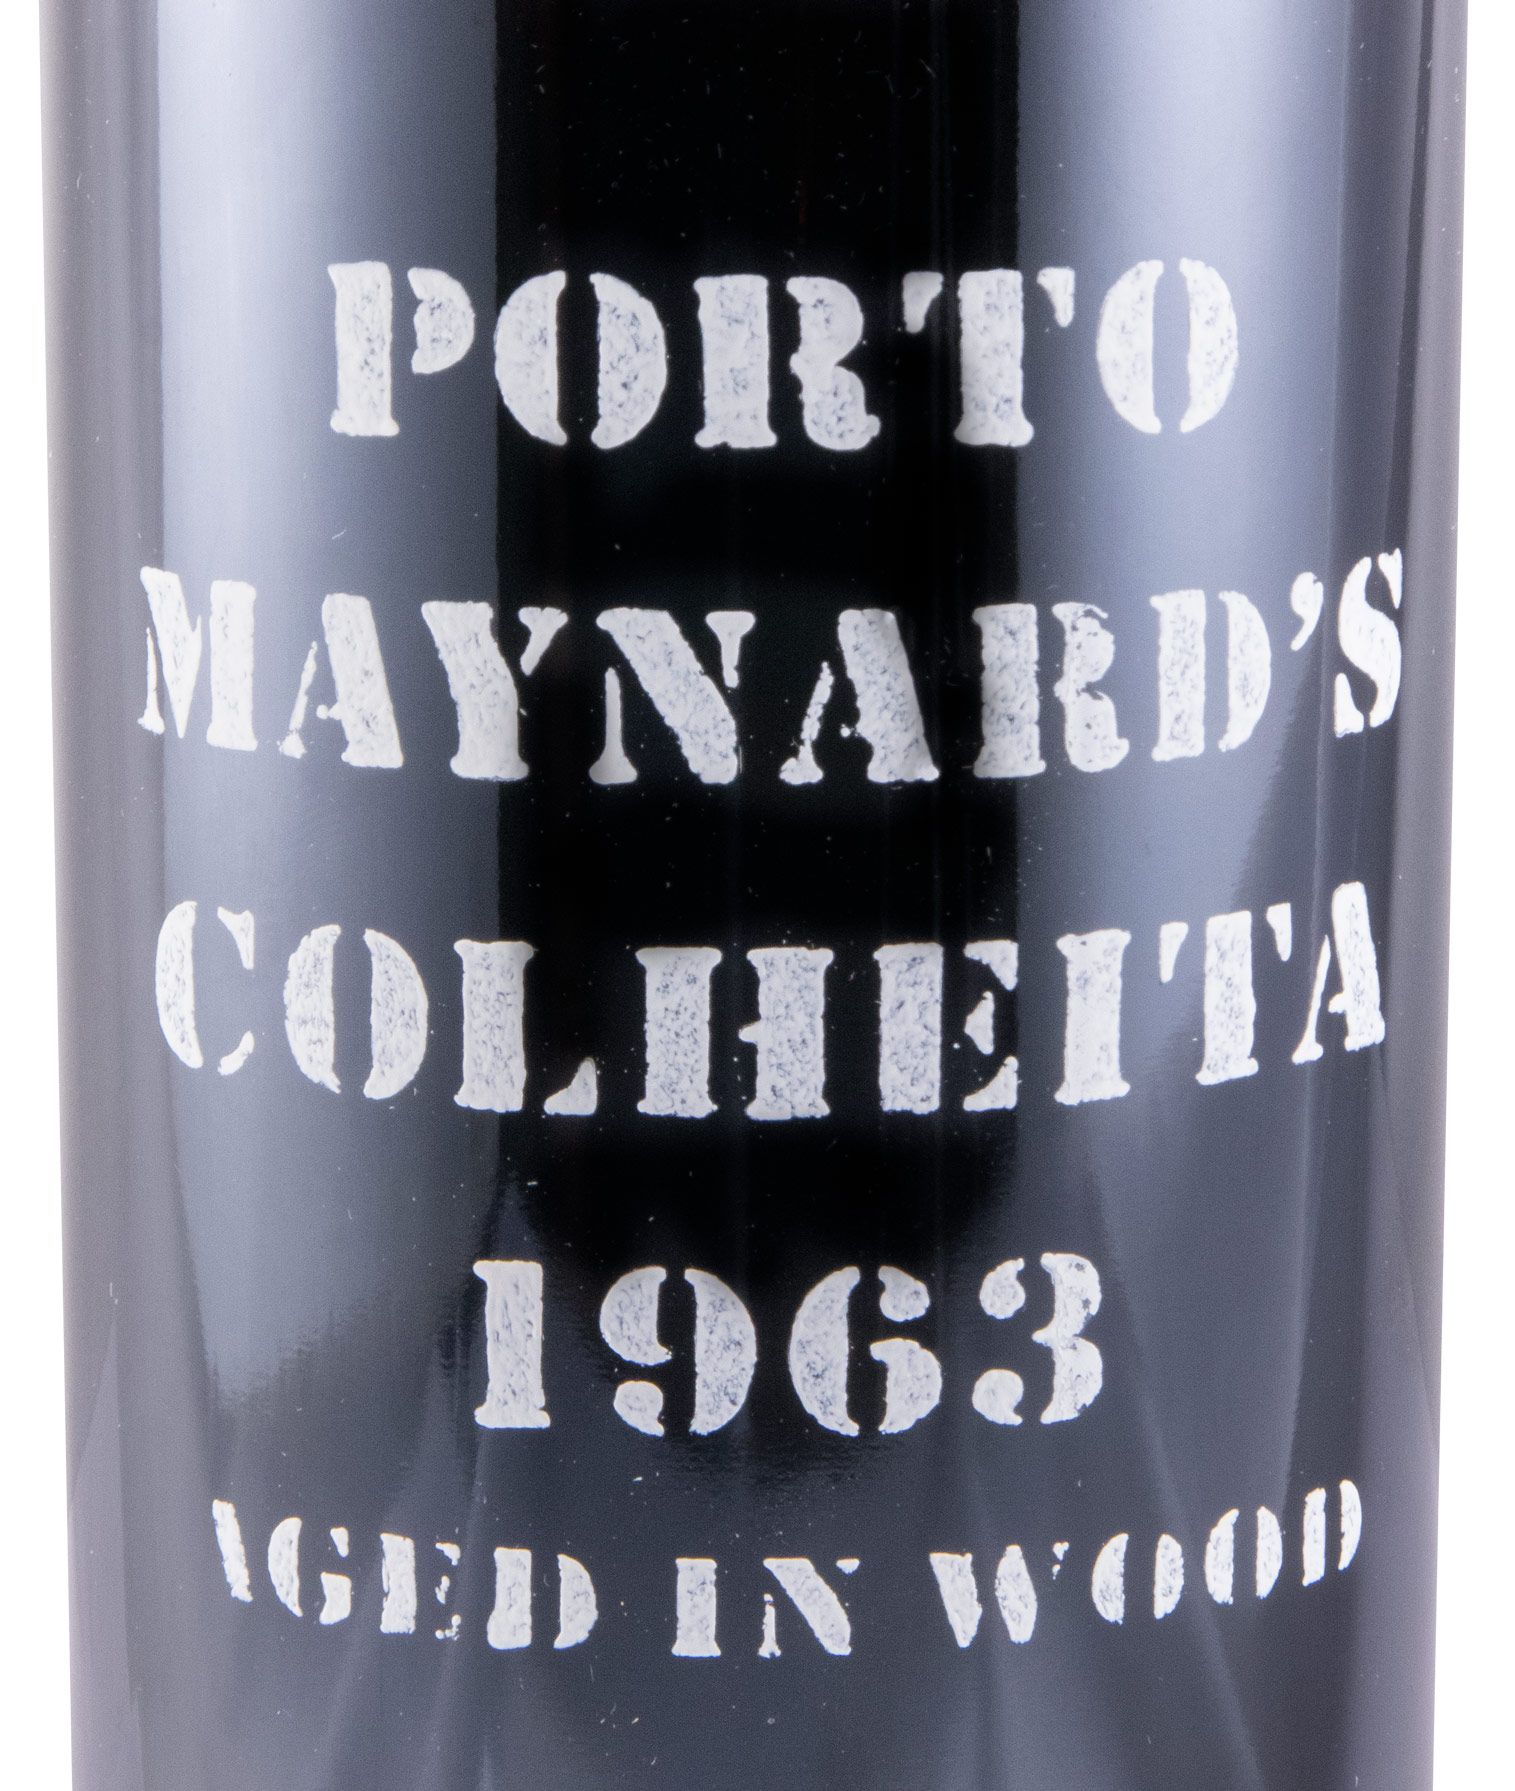 PORTO
MAYNARD'S
COLHEITA
1963
AGED IN WOOD